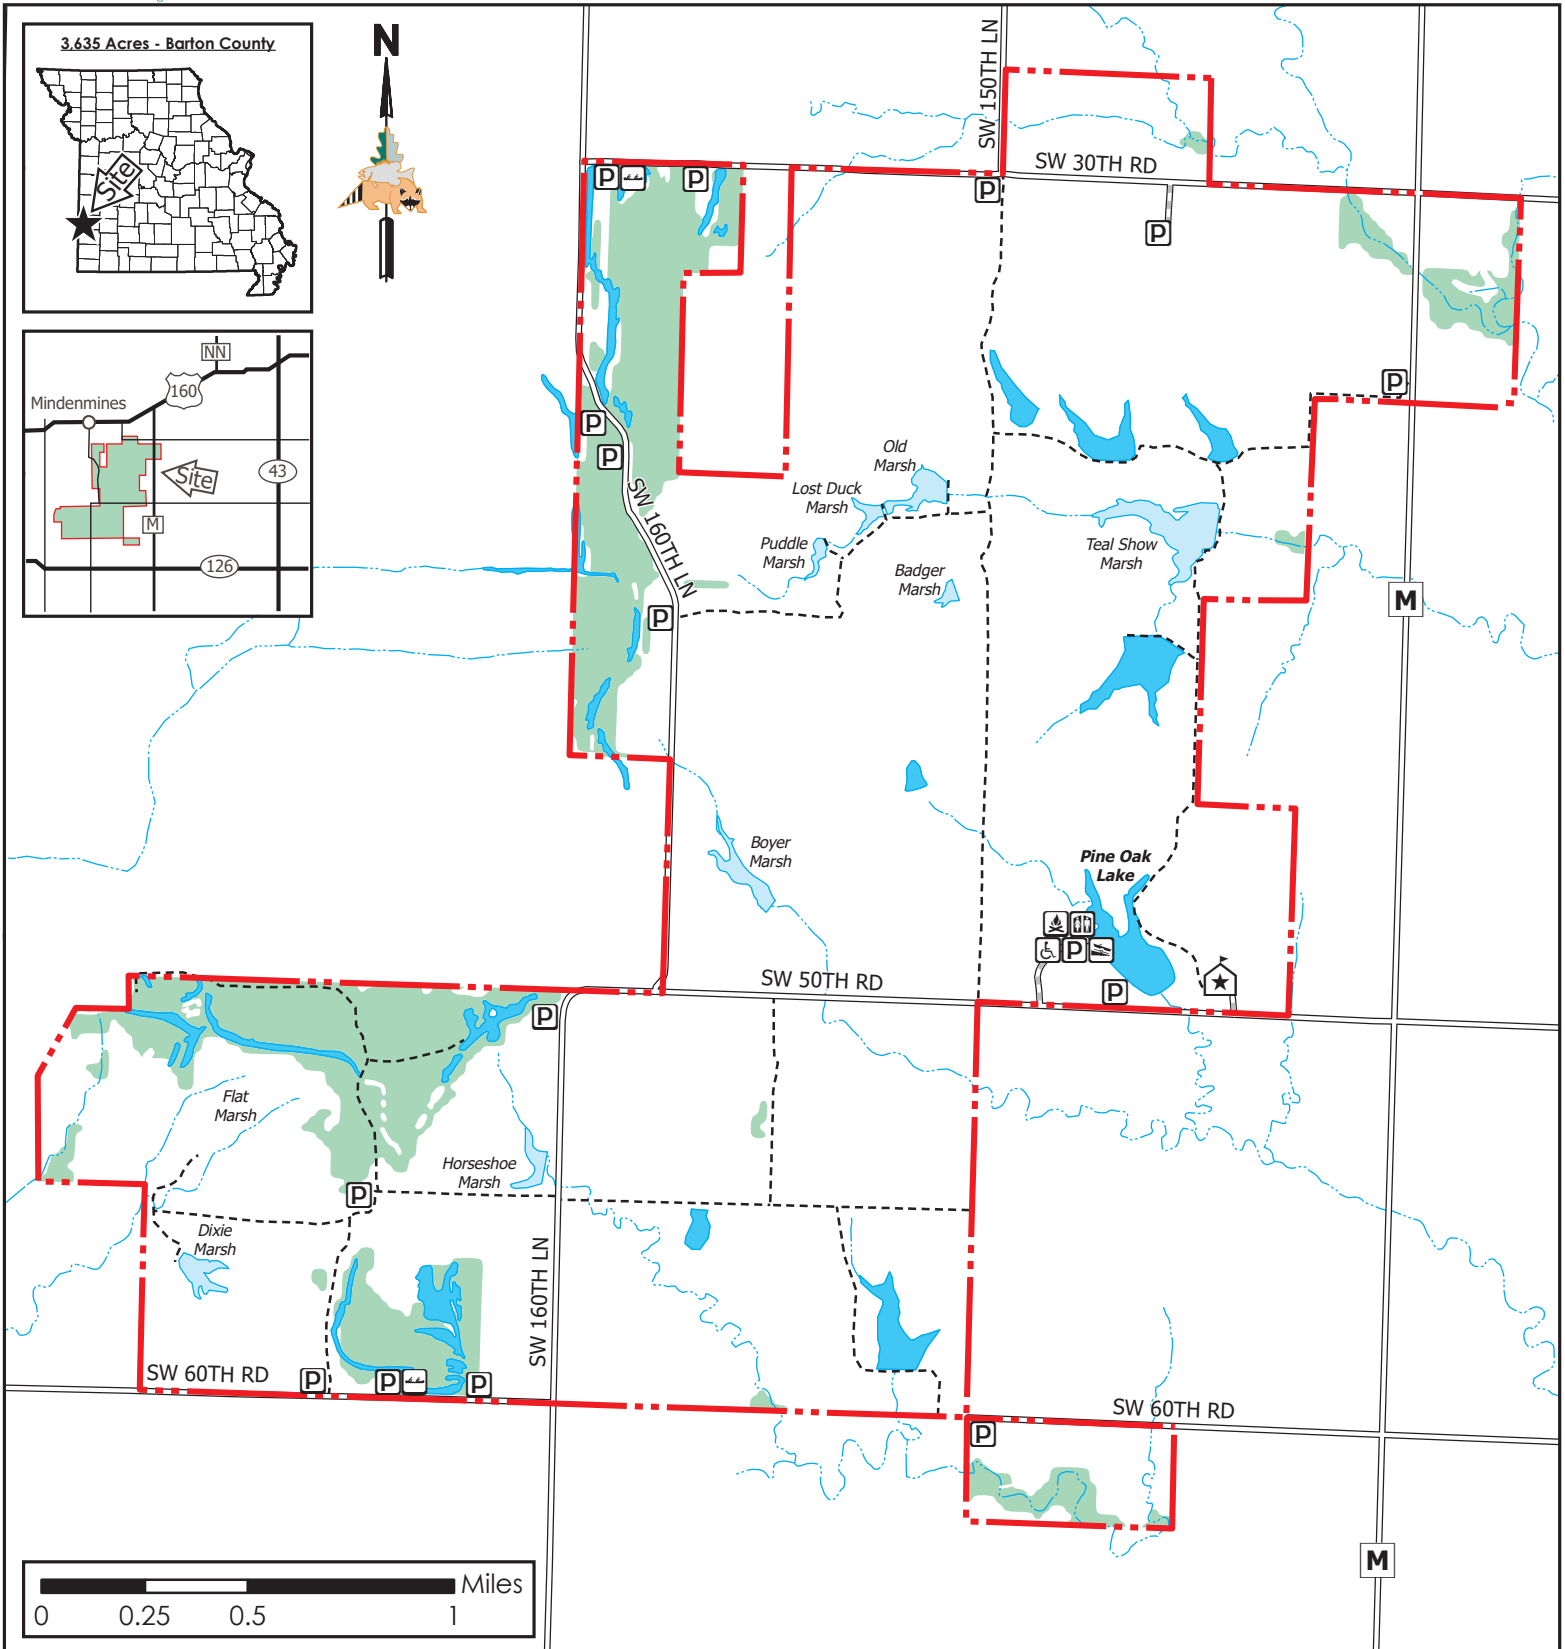 3,635 Acres - Barton County
Site
N
NN
160
Mindenmines
43
Site
M
126
SW 150TH LN
SW 30TH RD
P
P
P
P
P
P
P
P
Old
Marsh
Lost Duck
Marsh
SW 160TH LN
Puddle
Marsh
Badger
Marsh
Teal Show
Marsh
M
P
Boyer
Marsh
Pine Oak
Lake
P
P
SW 50TH RD
P
Flat
Marsh
Horseshoe
Marsh
P
Dixie
Marsh
SW 160TH LN
SW 60TH RD
P
P
P
SW 60TH RD
P
M
Miles
0 0.25 0.5 1